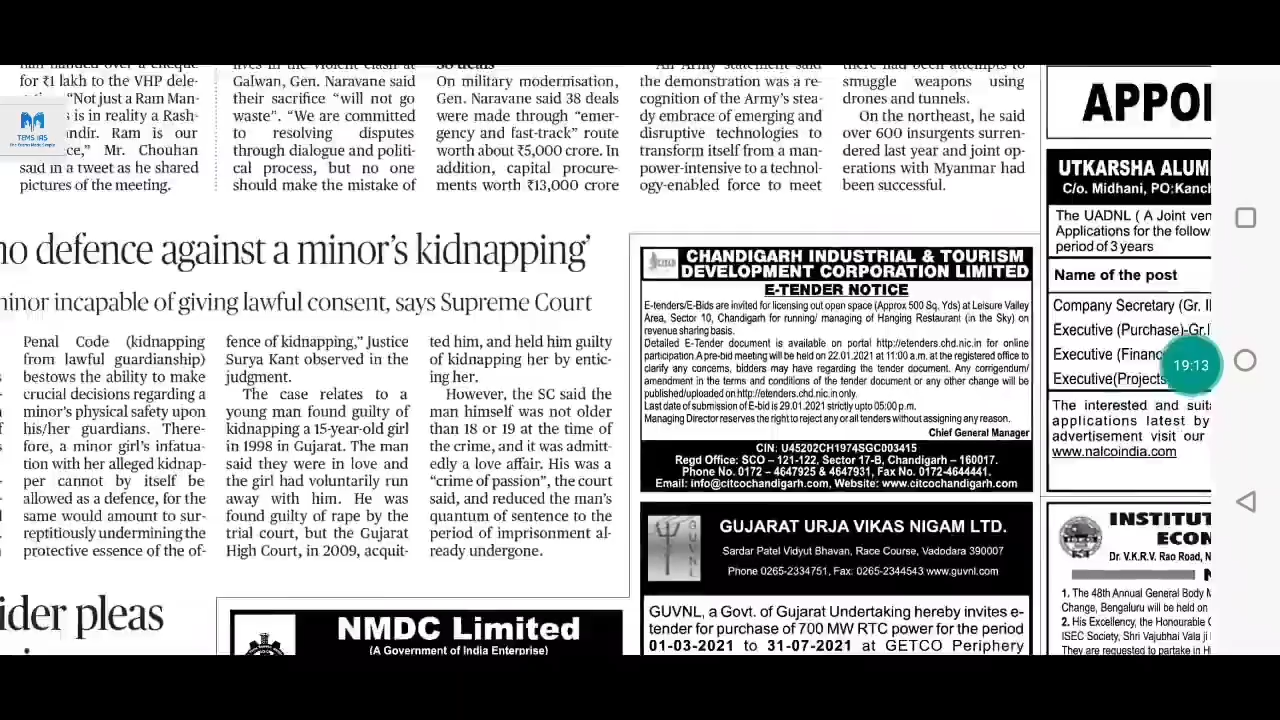 for ₹1 lakh to the VHP dele-
“Not just a Ram Man-
s is in reality a Rash-
andir. Ram is our
ce,” Mr. Chouhan
said in a tweet as he shared
pictures of the meeting.
TEMS IAS
Galwan, Gen. Naravane said
their sacrifice “will not go
waste”. “We are committed
to resolving disputes
through dialogue and politi-
cal process, but no one
should make the mistake of
On military modernisation,
Gen. Naravane said 38 deals
were made through “emer-
gency and fast-track” route
worth about ₹5,000 crore. In
addition, capital procure-
ments worth ₹13,000 crore
An Army statement said
the demonstration was a re-
cognition of the Army’s stea-
dy embrace of emerging and
disruptive technologies to
transform itself from a man-
power-intensive to a technol-
ogy-enabled force to meet
there had been attempts to
smuggle weapons using
drones and tunnels.
On the northeast, he said
over 600 insurgents surren-
dered last year and joint op-
erations with Myanmar had
been successful.
no defence against a minor’s kidnapping’
minor incapable of giving lawful consent, says Supreme Court
Penal Code (kidnapping
from lawful guardianship)
bestows the ability to make
crucial decisions regarding a
minor’s physical safety upon
his/her guardians. There-
fore, a minor girl’s infatua-
tion with her alleged kidnap-
per cannot by itself be
allowed as a defence, for the
same would amount to sur-
reptitiously undermining the
protective essence of the of-
fence of kidnapping,” Justice
Surya Kant observed in the
judgment.
The case relates to a
young man found guilty of
kidnapping a 15-year-old girl
in 1998 in Gujarat. The man
said they were in love and
the girl had voluntarily run
away with him. He was
found guilty of rape by the
trial court, but the Gujarat
High Court, in 2009, acquit-
ted him, and held him guilty
of kidnapping her by entic-
ing her.
However, the SC said the
man himself was not older
than 18 or 19 at the time of
the crime, and it was admitt-
edly a love affair. His was a
“crime of passion”, the court
said, and reduced the man’s
quantum of sentence to the
period of imprisonment al-
ready undergone.
ider pleas
NMDC Limited
(A Government of India Enterprise)
CHANDIGARH INDUSTRIAL & TOURISM
DEVELOPMENT CORPORATION LIMITED
E-TENDER NOTICE
E-tenders/E-Bids are invited for licensing out open space (Approx 500 Sq. Yds) at Leisure Valley
Area, Sector 10, Chandigarh for running/ managing of Hanging Restaurant (in the Sky) on
revenue sharing basis.
Detailed E-Tender document is available on portal http://etenders.chd.nic.in for online
participation.A pre-bid meeting will be held on 22.01.2021 at 11:00 a.m. at the registered office to
clarify any concerns, bidders may have regarding the tender document. Any corrigendum/
amendment in the terms and conditions of the tender document or any other change will be
published/uploaded on http://etenders.chd.nic.in only.
Last date of submission of E-bid is 29.01.2021 strictly upto 05:00 p.m.
Managing Director reserves the right to reject any or all tenders without assigning any reason.
Chief General Manager
CIN: U45202CH1974SGC003415
Regd Office: SCO – 121-122, Sector 17-B, Chandigarh – 160017.
Phone No. 0172 – 4647925 & 4647931, Fax No. 0172-4644441.
Email: info@citcochandigarh.com, Website: www.citcochandigarh.com
GUVNL
GUJARAT URJA VIKAS NIGAM LTD.
Sardar Patel Vidyut Bhavan, Race Course, Vadodara 390007
Phone 0265-2334751, Fax: 0265-2344543 www.guvnl.com
GUVNL, a Govt. of Gujarat Undertaking hereby invites e-
tender for purchase of 700 MW RTC power for the period
01-03-2021 to 31-07-2021 at GETCO Periphery
APPOI
UTKARSHA ALUM
C/o. Midhani, PO:Kanch
The UADNL ( A Joint ven
Applications for the follow
period of 3 years
Name of the post
Company Secretary (Gr. I
Executive (Purchase)-Gr.
Executive (Financ
Executive(Projects
19:13
The interested and suita
applications latest by
advertisement visit our
www.nalcoindia.com
INSTITUT
ECON
Dr. V.K.R.V. Rao Road, N
1. The 48th Annual General Body M
Change, Bengaluru will be held on
2. His Excellency, the Honourable G
ISEC Society, Shri Vajubhai Vala ji
They are requested to partake in H